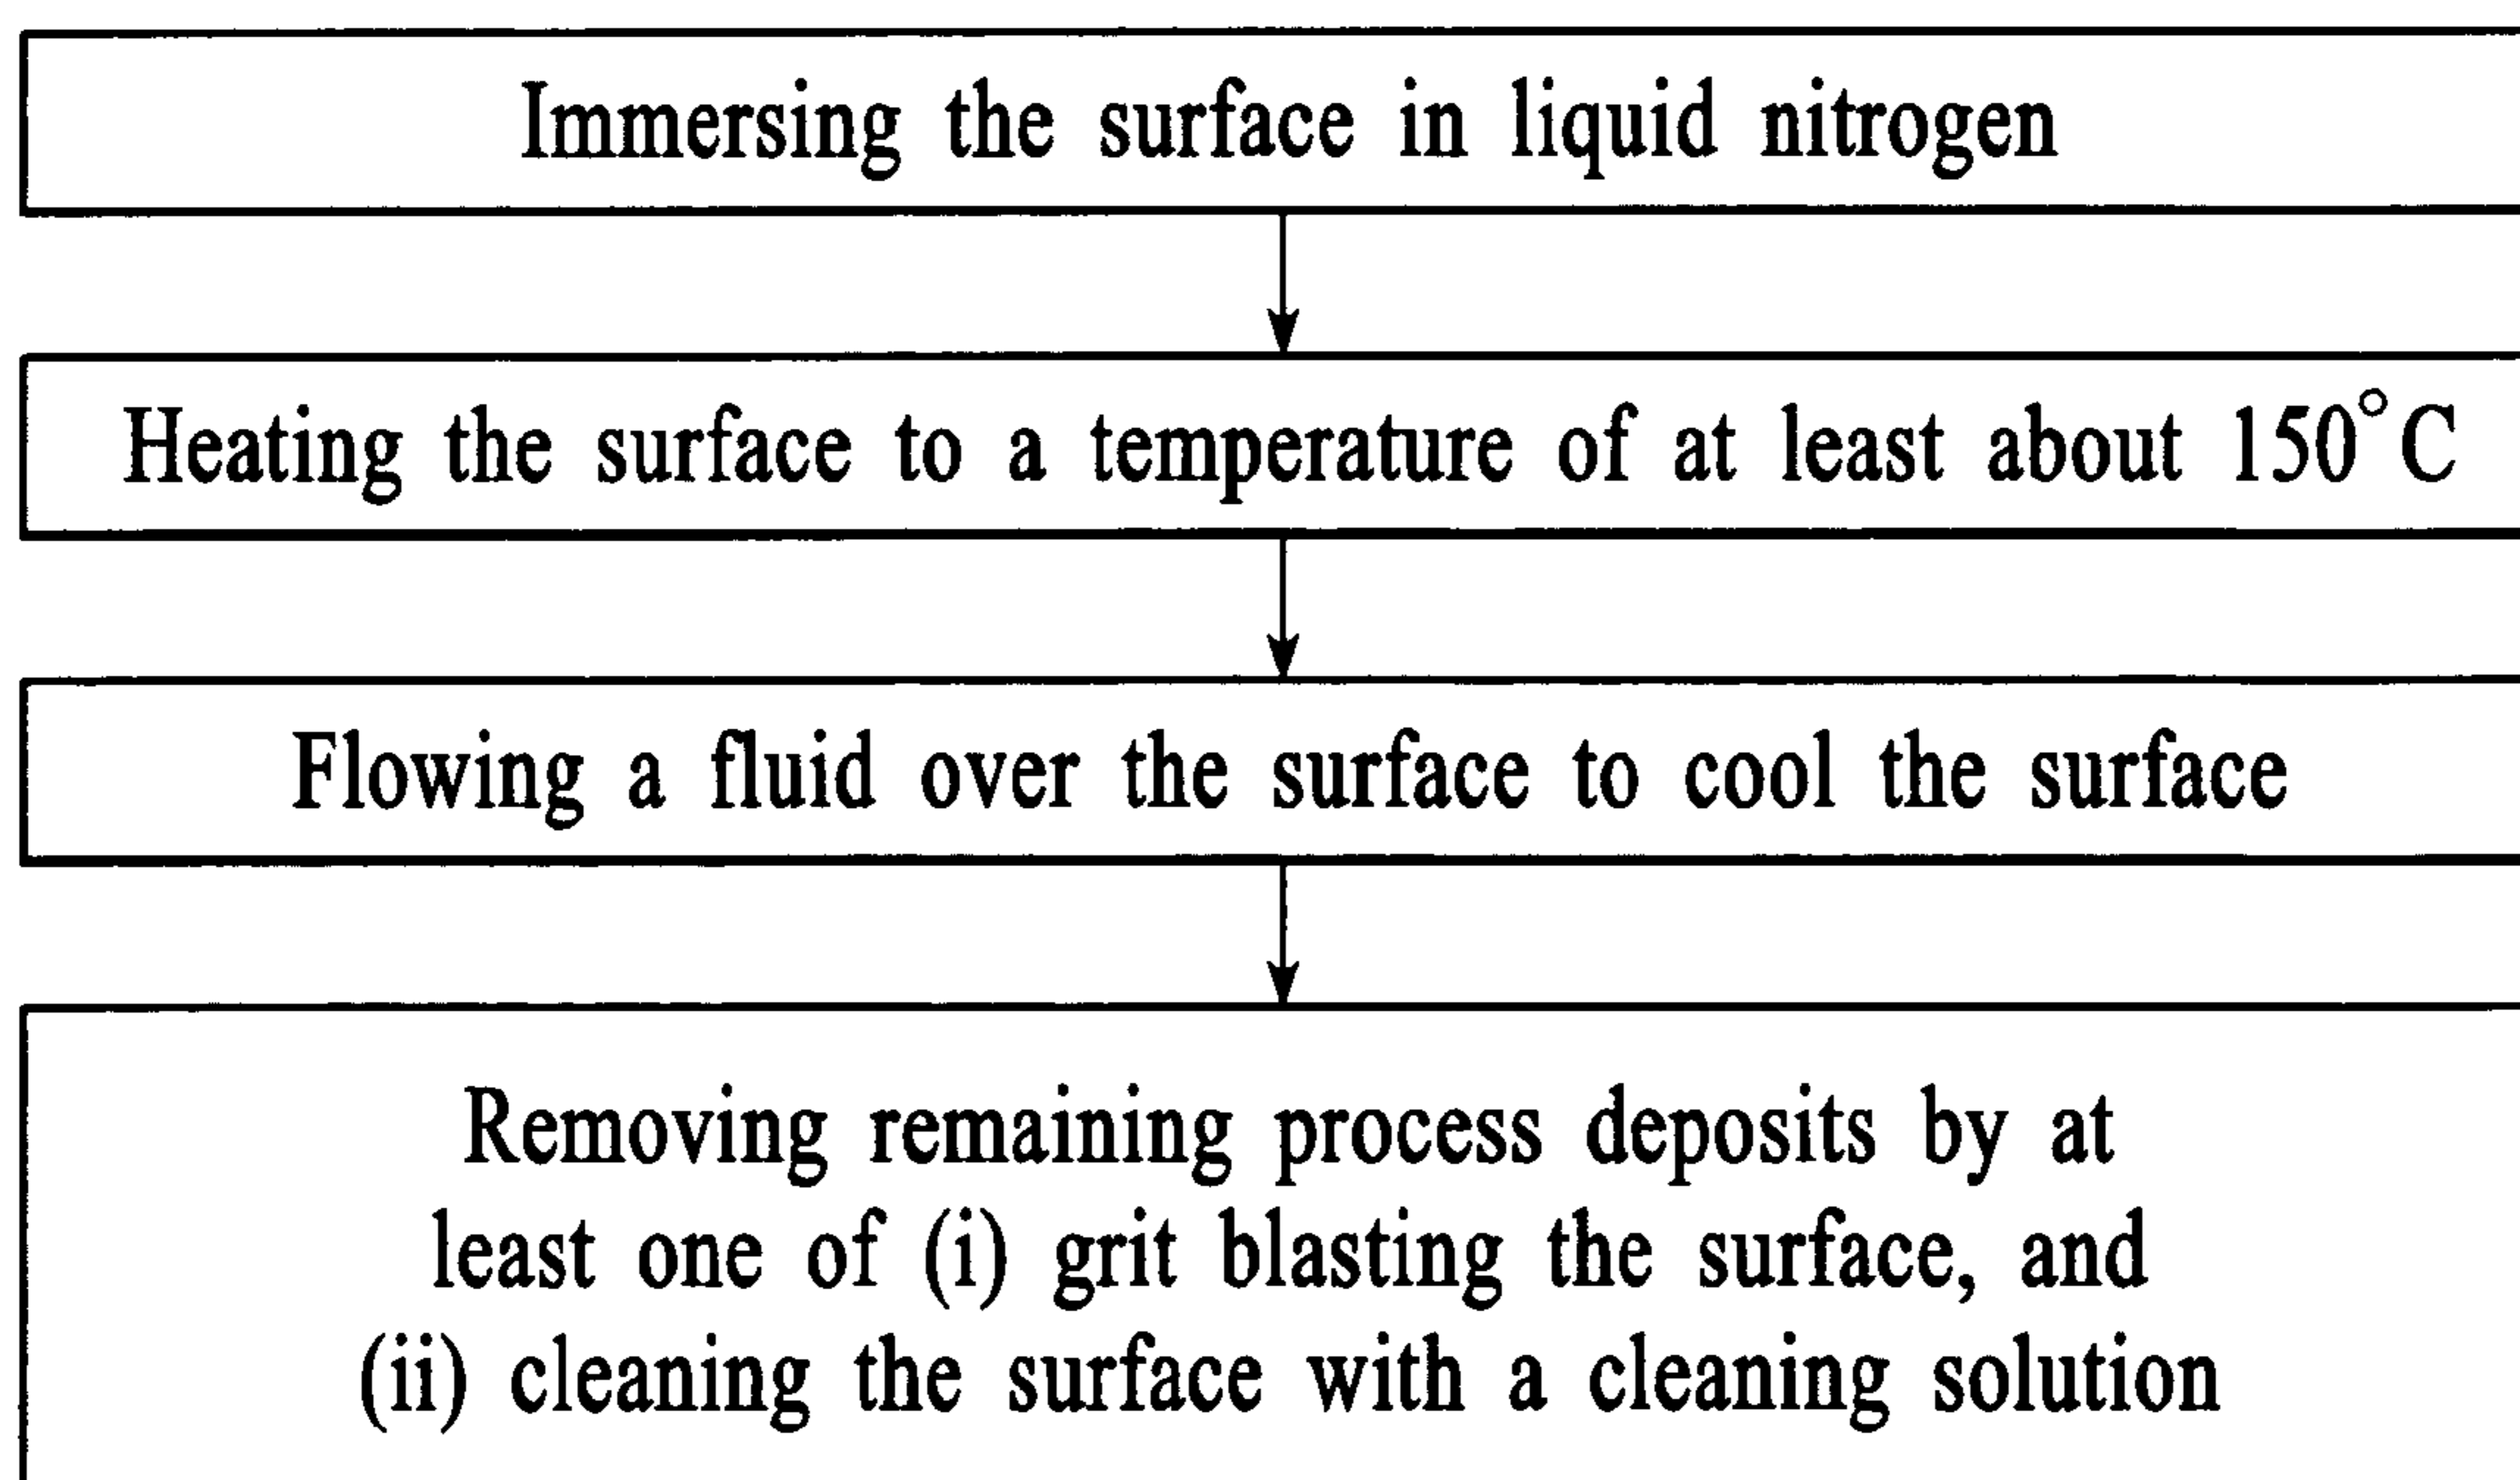 Immersing the surface in liquid nitrogen
Heating the surface to a temperature of at least about 150°C
Flowing a fluid over the surface to cool the surface
Removing remaining process deposits by at
least one of (i) grit blasting the surface, and
(ii) cleaning the surface with a cleaning solution